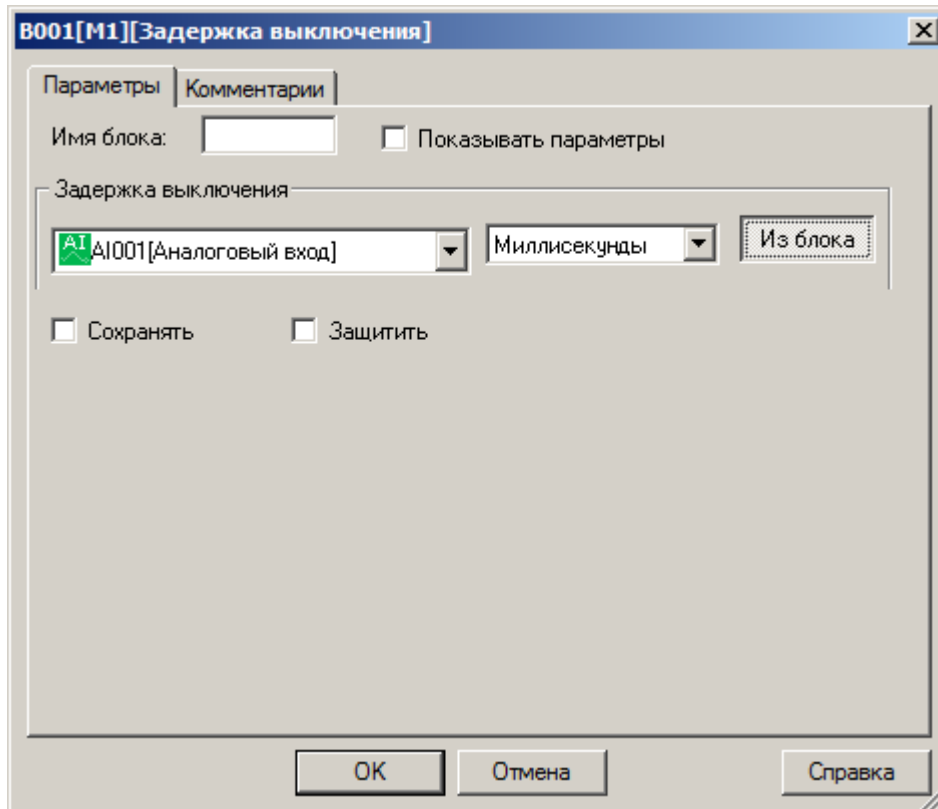 B001[M1][Задержка выключения]
Параметры Комментарии
Имя блока: Показывать параметры
Задержка выключения
AI AI001[Аналоговый вход] Миллисекунды Из блока
Сохранять Защитить
OK Отмена Справка